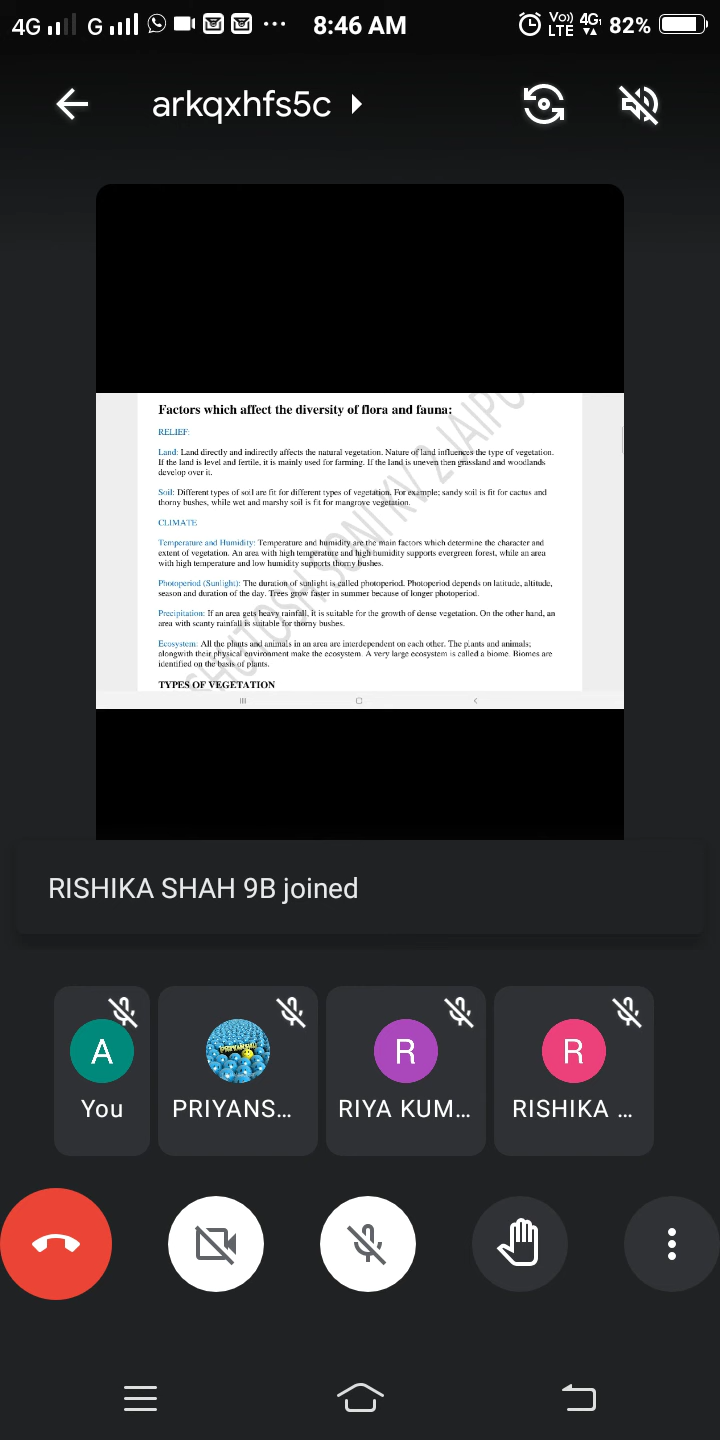 4G G ... 8:46 AM Vo)) LTE 4G 82%
arkqxhfs5c
Factors which affect the diversity of flora and fauna:
RELIEF:
Land: Land directly and indirectly affects the natural vegetation. Nature of land influences the type of vegetation.
If the land is level and fertile, it is mainly used for farming. If the land is uneven then grassland and woodlands
develop over it.
Soil: Different types of soil are fit for different types of vegetation. For example; sandy soil is fit for cactus and
thorny bushes, while wet and marshy soil is fit for mangrove vegetation.
CLIMATE
Temperature and Humidity: Temperature and humidity are the main factors which determine the character and
extent of vegetation. An area with high temperature and high humidity supports evergreen forest, while an area
with high temperature and low humidity supports thorny bushes.
Photoperiod (Sunlight): The duration of sunlight is called photoperiod. Photoperiod depends on latitude, altitude,
season and duration of the day. Trees grow faster in summer because of longer photoperiod.
Precipitation: If an area gets heavy rainfall, it is suitable for the growth of dense vegetation. On the other hand, an
area with scanty rainfall is suitable for thorny bushes.
Ecosystem: All the plants and animals in an area are interdependent on each other. The plants and animals;
alongwith their physical environment make the ecosystem. A very large ecosystem is called a biome. Biomes are
identified on the basis of plants.
TYPES OF VEGETATION
SONI KV 2 JAIPU
RISHIKA SHAH 9B joined
A
R
R
You
PRIYANS...
RIYA KUM...
RISHIKA ...